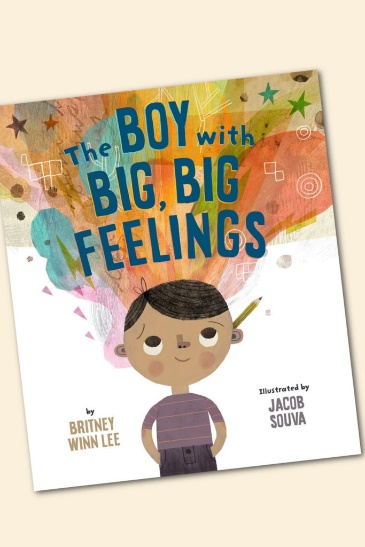 The BOY with
BIG, BIG
FEELINGS
by
BRITNEY
WINN LEE
Illustrated by
JACOB
SOUVA